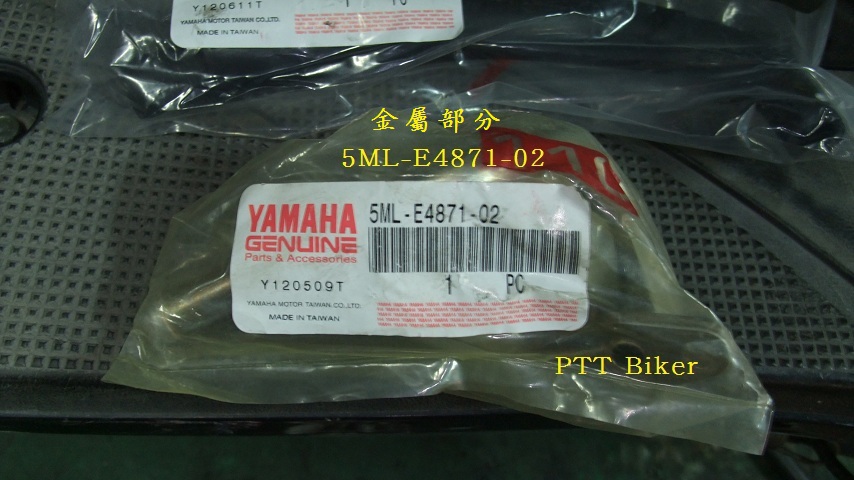 Y120611T
1
YAMAHA MOTOR TAIWAN CO.,LTD.
MADE IN TAIWAN
金屬部分
5ML-E4871-02
YAMAHA
GENUINE
Parts & Accessories
5ML-E4871-02
1 PC
Y120509T
YAMAHA MOTOR TAIWAN CO.,LTD.
MADE IN TAIWAN
PTT Biker